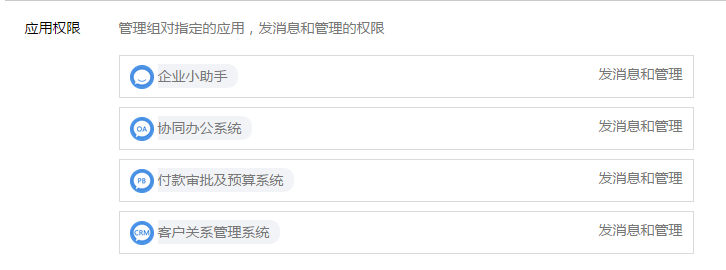 应用权限 管理组对指定的应用，发消息和管理的权限
企业小助手 发消息和管理
OA 协同办公系统 发消息和管理
PB 付款审批及预算系统 发消息和管理
CRM 客户关系管理系统 发消息和管理